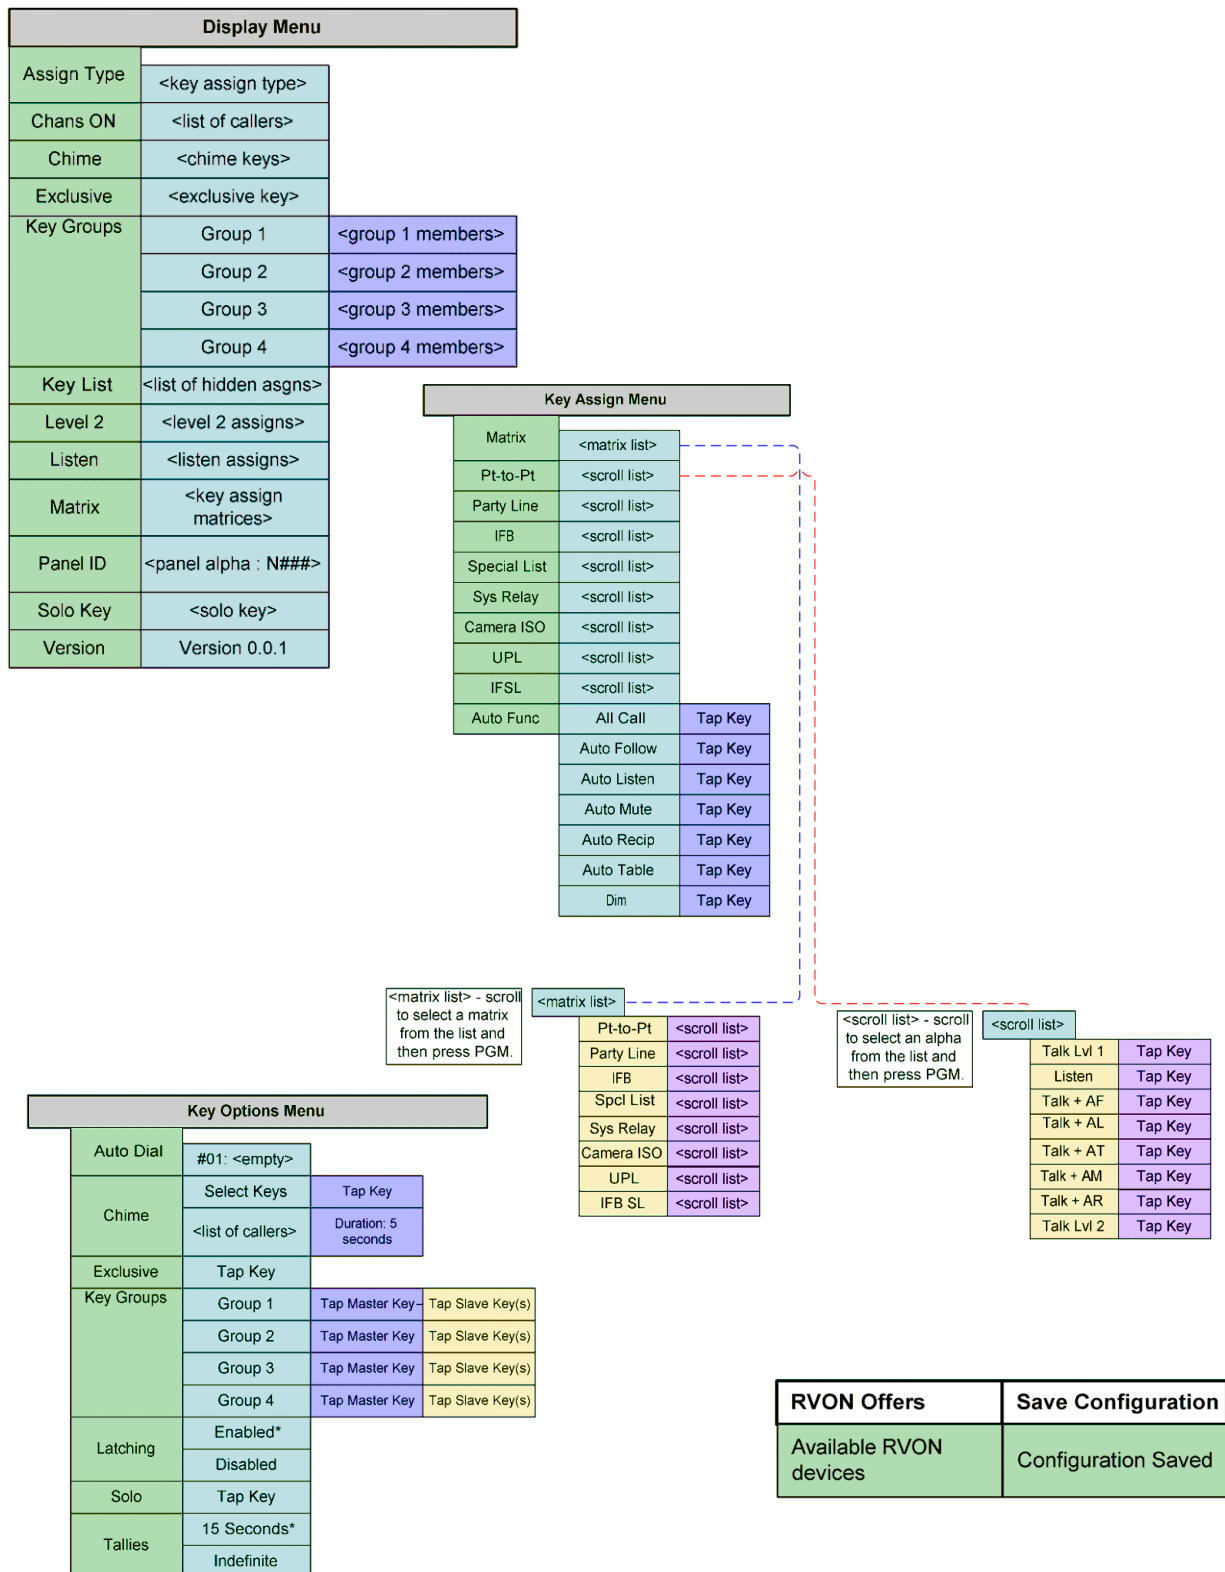 Display Menu
Assign Type
<key assign type>
Chans ON
<list of callers>
Chime
<chime keys>
Exclusive
<exclusive key>
Key Groups
Group 1
<group 1 members>
Group 2
<group 2 members>
Group 3
<group 3 members>
Group 4
<group 4 members>
Key List
<list of hidden asgns>
Level 2
<level 2 assigns>
Listen
<listen assigns>
Matrix
<key assign
matrices>
Panel ID
<panel alpha : N###>
Solo Key
<solo key>
Version
Version 0.0.1
Key Assign Menu
Matrix
<matrix list>
Pt-to-Pt
<scroll list>
Party Line
<scroll list>
IFB
<scroll list>
Special List
<scroll list>
Sys Relay
<scroll list>
Camera ISO
<scroll list>
UPL
<scroll list>
IFSL
<scroll list>
Auto Func
All Call
Tap Key
Auto Follow
Tap Key
Auto Listen
Tap Key
Auto Mute
Tap Key
Auto Recip
Tap Key
Auto Table
Tap Key
Dim
Tap Key
<matrix list> - scroll
to select a matrix
from the list and
then press PGM.
<matrix list>
Pt-to-Pt
<scroll list>
Party Line
<scroll list>
IFB
<scroll list>
Spcl List
<scroll list>
Sys Relay
<scroll list>
Camera ISO
<scroll list>
UPL
<scroll list>
IFB SL
<scroll list>
<scroll list> - scroll
to select an alpha
from the list and
then press PGM.
<scroll list>
Talk Lvl 1
Tap Key
Listen
Tap Key
Talk + AF
Tap Key
Talk + AL
Tap Key
Talk + AT
Tap Key
Talk + AM
Tap Key
Talk + AR
Tap Key
Talk Lvl 2
Tap Key
Key Options Menu
Auto Dial
#01: <empty>
Chime
Select Keys
Tap Key
<list of callers>
Duration: 5
seconds
Exclusive
Tap Key
Key Groups
Group 1
Tap Master Key
Tap Slave Key(s)
Group 2
Tap Master Key
Tap Slave Key(s)
Group 3
Tap Master Key
Tap Slave Key(s)
Group 4
Tap Master Key
Tap Slave Key(s)
Latching
Enabled*
Disabled
Solo
Tap Key
Tallies
15 Seconds*
Indefinite
RVON Offers
Save Configuration
Available RVON
devices
Configuration Saved